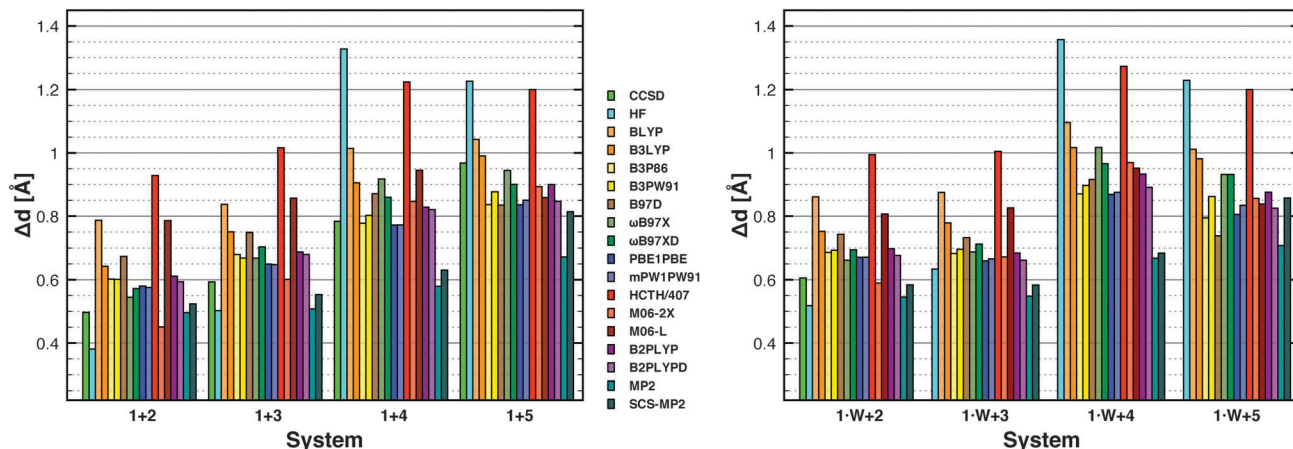 1.4
1.2
1
0.8
0.6
0.4
Δd [Å]
1+2 1+3 1+4 1+5
System
CCSD
HF
BLYP
B3LYP
B3P86
B3PW91
B97D
ωB97X
ωB97XD
PBE1PBE
mPW1PW91
HCTH/407
M06-2X
M06-L
B2PLYP
B2PLYPD
MP2
SCS-MP2
1.4
1.2
1
0.8
0.6
0.4
Δd [Å]
1·W+2 1·W+3 1·W+4 1·W+5
System